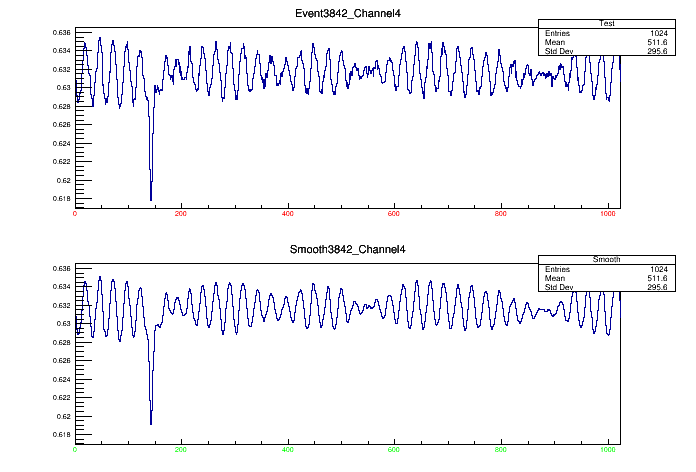 Event3842_Channel4
Test
Entries 1024
Mean 511.6
Std Dev 295.6
0.636
0.634
0.632
0.63
0.628
0.626
0.624
0.622
0.62
0.618
0 200 400 600 800 1000
Smooth3842_Channel4
Smooth
Entries 1024
Mean 511.6
Std Dev 295.6
0.636
0.634
0.632
0.63
0.628
0.626
0.624
0.622
0.62
0.618
0 200 400 600 800 1000